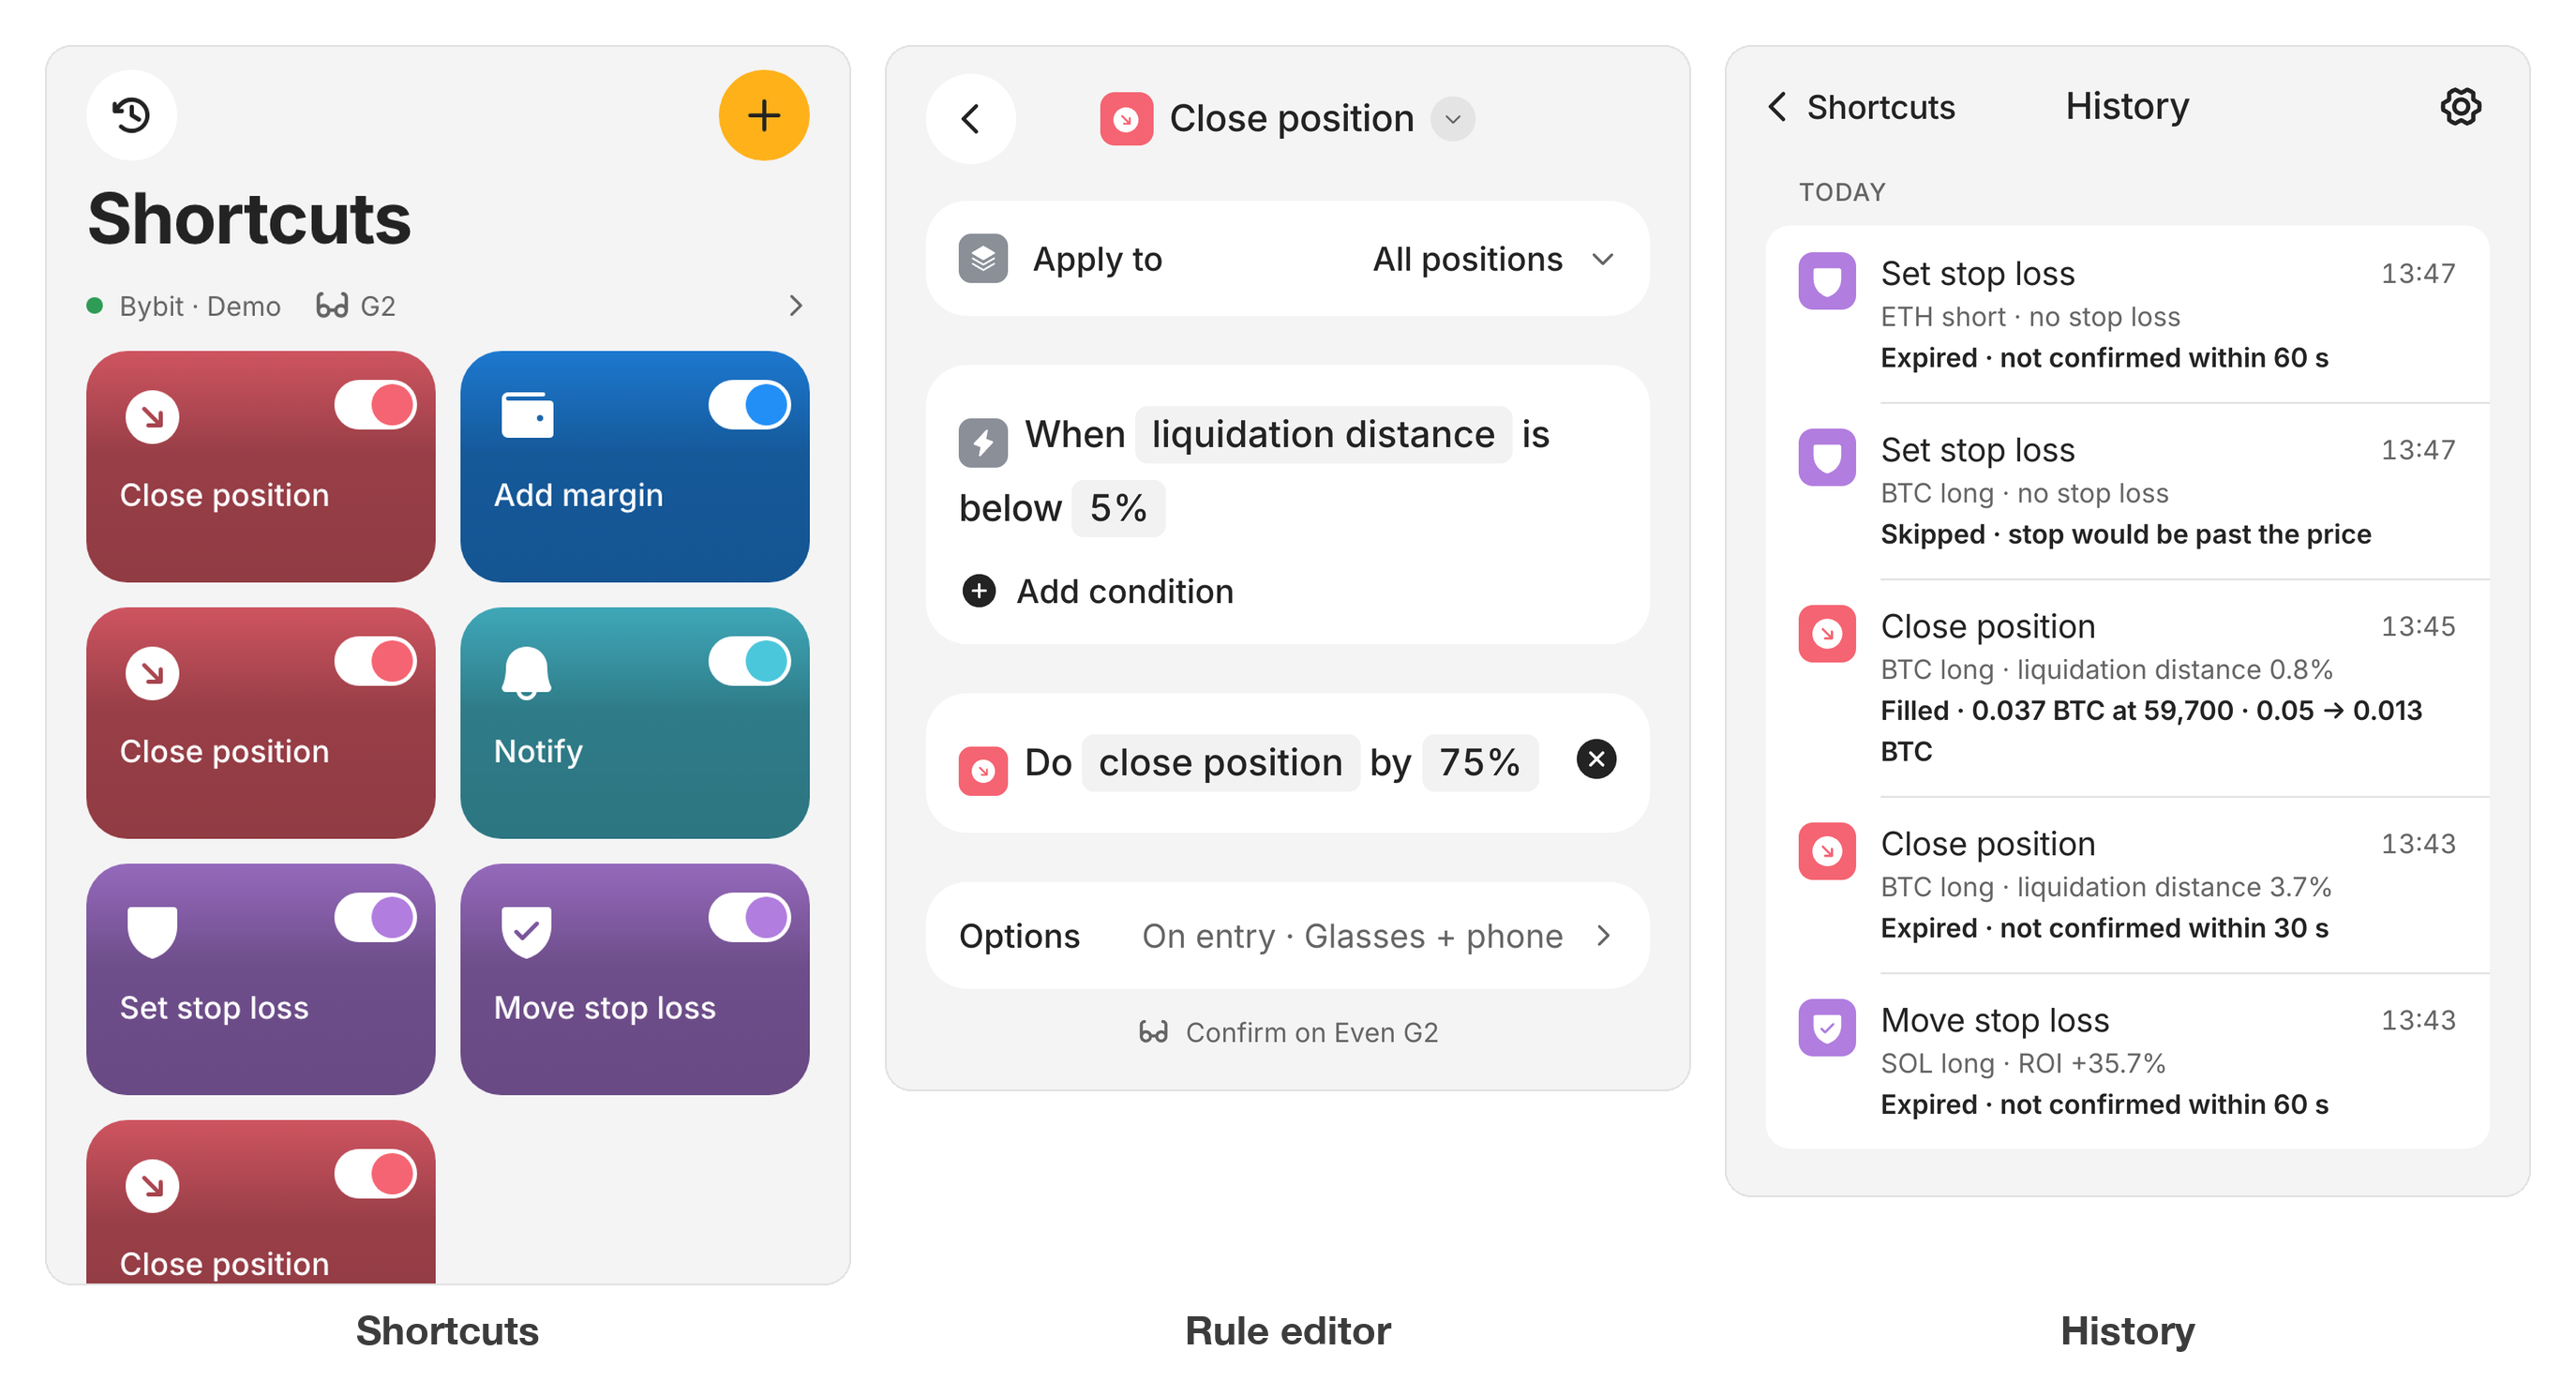 Shortcuts
Bybit · Demo G2
Close position
Add margin
Close position
Notify
Set stop loss
Move stop loss
Close position
Shortcuts
Close position
Apply to All positions
When liquidation distance is
below 5%
Add condition
Do close position by 75%
Options On entry · Glasses + phone
Confirm on Even G2
Rule editor
Shortcuts History
TODAY
Set stop loss 13:47
ETH short · no stop loss
Expired · not confirmed within 60 s
Set stop loss 13:47
BTC long · no stop loss
Skipped · stop would be past the price
Close position 13:45
BTC long · liquidation distance 0.8%
Filled · 0.037 BTC at 59,700 · 0.05 → 0.013
BTC
Close position 13:43
BTC long · liquidation distance 3.7%
Expired · not confirmed within 30 s
Move stop loss 13:43
SOL long · ROI +35.7%
Expired · not confirmed within 60 s
History